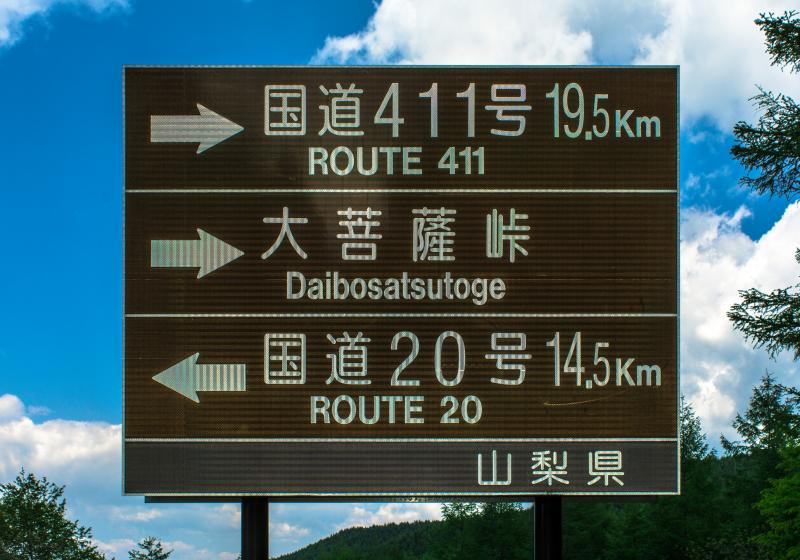 国道411号 19.5Km
ROUTE 411
大菩薩峠
Daibosatsutoge
国道20号 14.5Km
ROUTE 20
山梨県